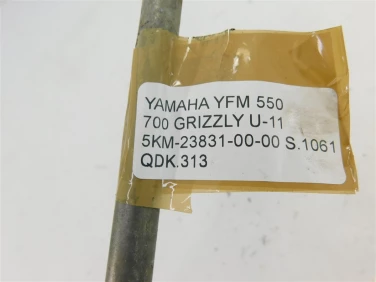 YAMAHA YFM 550
700 GRIZZLY U-11
5KM-23831-00-00 S.1061
QDK.313